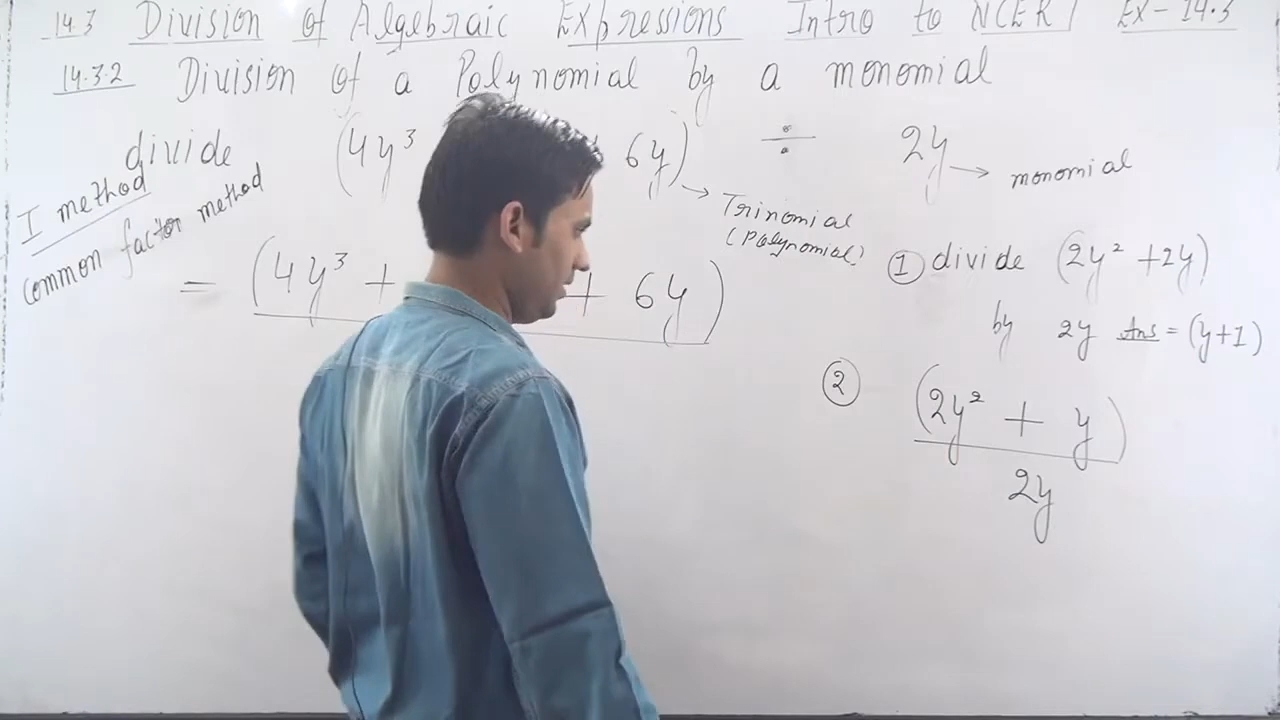 14.3 Division of Algebraic Expressions Intro to NCERT Ex-14.3
14.3.2 Division of a Polynomial by a monomial
divide (4y³ 6y) ÷ 2y → monomial
→ Trinomial
(Polynomial)
I method
common factor method
= (4y³ + + 6y)
① divide (2y² + 2y)
by 2y Ans = (y+1)
② (2y² + y)
2y